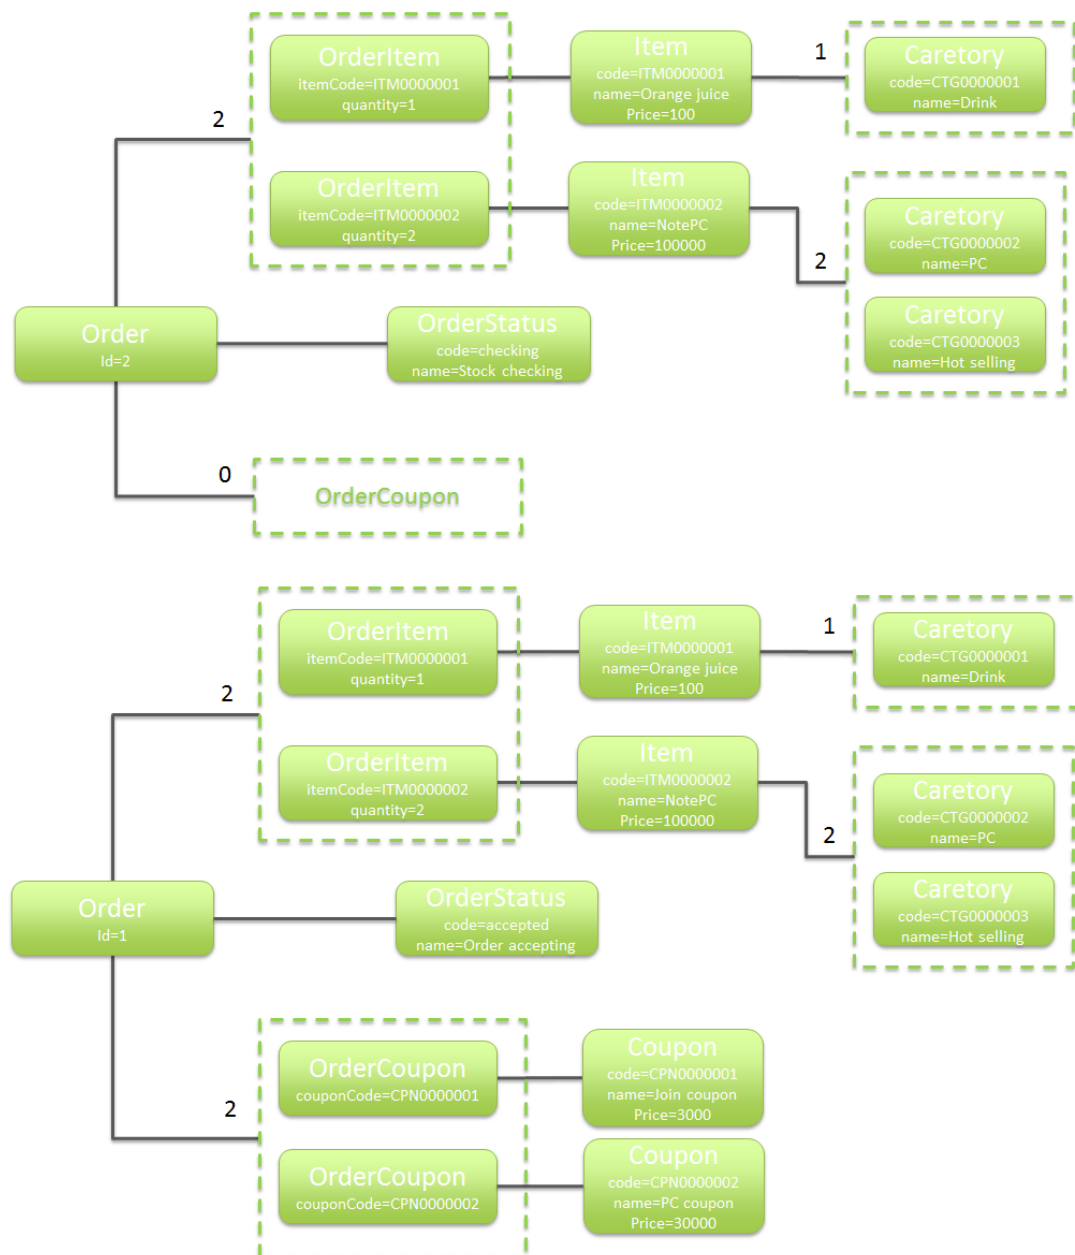 OrderItem
itemCode=ITM0000001
quantity=1
Item
code=ITM0000001
name=Orange juice
Price=100
1
Caretory
code=CTG0000001
name=Drink
2
OrderItem
itemCode=ITM0000002
quantity=2
Item
code=ITM0000002
name=NotePC
Price=100000
2
Caretory
code=CTG0000002
name=PC
Caretory
code=CTG0000003
name=Hot selling
Order
Id=2
OrderStatus
code=checking
name=Stock checking
0
OrderCoupon
OrderItem
itemCode=ITM0000001
quantity=1
Item
code=ITM0000001
name=Orange juice
Price=100
1
Caretory
code=CTG0000001
name=Drink
2
OrderItem
itemCode=ITM0000002
quantity=2
Item
code=ITM0000002
name=NotePC
Price=100000
2
Caretory
code=CTG0000002
name=PC
Caretory
code=CTG0000003
name=Hot selling
Order
Id=1
OrderStatus
code=accepted
name=Order accepting
2
OrderCoupon
couponCode=CPN0000001
Coupon
code=CPN0000001
name=Join coupon
Price=3000
OrderCoupon
couponCode=CPN0000002
Coupon
code=CPN0000002
name=PC coupon
Price=30000